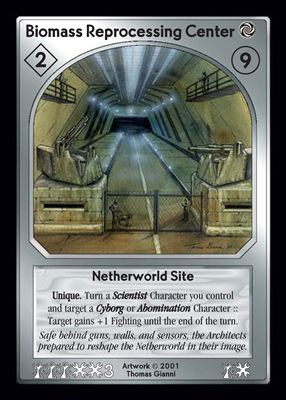 Biomass Reprocessing Center
2
9
Netherworld Site
Unique. Turn a Scientist Character you control
and target a Cyborg or Abomination Character ::
Target gains +1 Fighting until the end of the turn.
Safe behind guns, walls, and sensors, the Architects
prepared to reshape the Netherworld in their image.
3
Artwork © 2001
Thomas Gianni